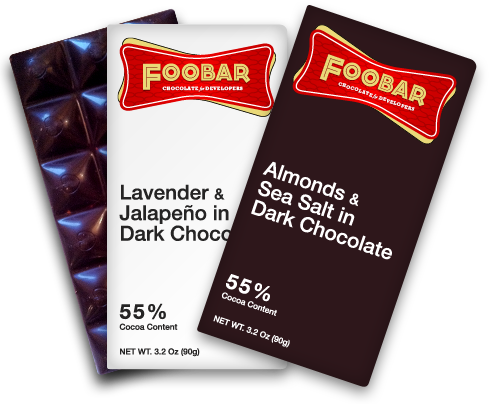 FOOBAR
CHOCOLATE for DEVELOPERS
Lavender &
Jalapeño in
Dark Choco
55%
Cocoa Content
NET WT. 3.2 Oz (90g)
FOOBAR
CHOCOLATE for DEVELOPERS
Almonds &
Sea Salt in
Dark Chocolate
55%
Cocoa Content
NET WT. 3.2 Oz (90g)